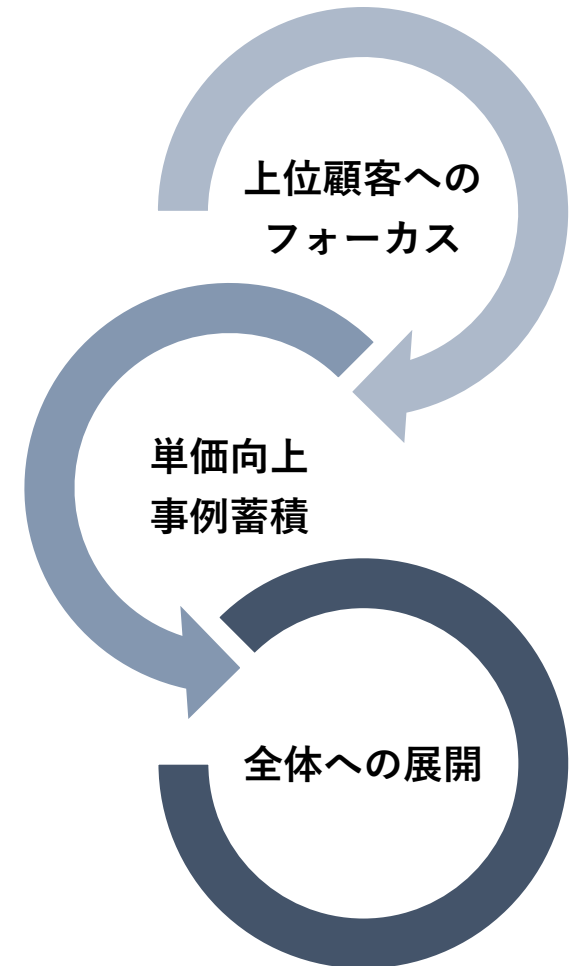 上位顧客への
フォーカス
単価向上
事例蓄積
全体への展開